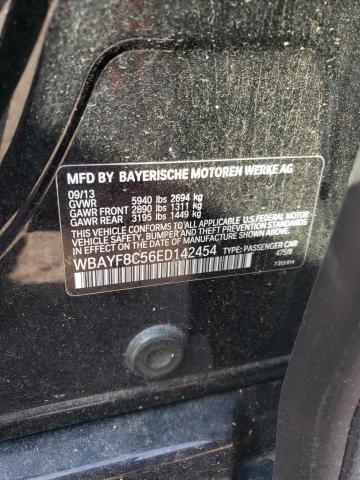 MFD BY BAYERISCHE MOTOREN WERKE AG
09/13
GVWR 5940 lbs 2694 kg
GAWR FRONT 2890 lbs 1311 kg
GAWR REAR 3195 lbs 1449 kg
THIS VEHICLE CONFORMS TO ALL APPLICABLE U.S.FEDERAL MOTOR
VEHICLE SAFETY, BUMPER AND THEFT PREVENTION STANDARDS
IN EFFECT ON THE DATE OF MANUFACTURE SHOWN ABOVE.
WBAYF8C56ED142454 TYPE: PASSENGER CAR
475/9